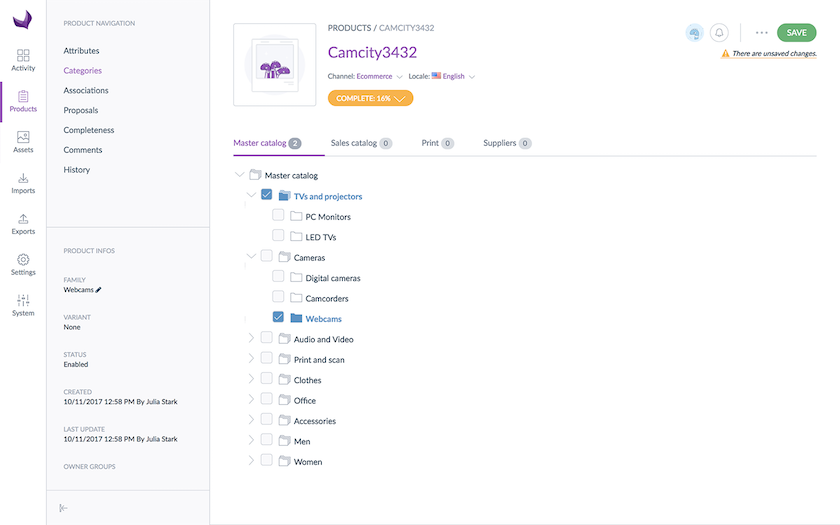 Activity
Products
Assets
Imports
Exports
Settings
System
PRODUCT NAVIGATION
Attributes
Categories
Associations
Proposals
Completeness
Comments
History
PRODUCT INFOS
FAMILY
Webcams
VARIANT
None
STATUS
Enabled
CREATED
10/11/2017 12:58 PM By Julia Stark
LAST UPDATE
10/11/2017 12:58 PM By Julia Stark
OWNER GROUPS
PRODUCTS / CAMCITY3432
Camcity3432
Channel: Ecommerce Locale: English
COMPLETE: 16%
SAVE
There are unsaved changes.
Master catalog 2 Sales catalog 0 Print 0 Suppliers 0
Master catalog
TVs and projectors
PC Monitors
LED TVs
Cameras
Digital cameras
Camcorders
Webcams
Audio and Video
Print and scan
Clothes
Office
Accessories
Men
Women